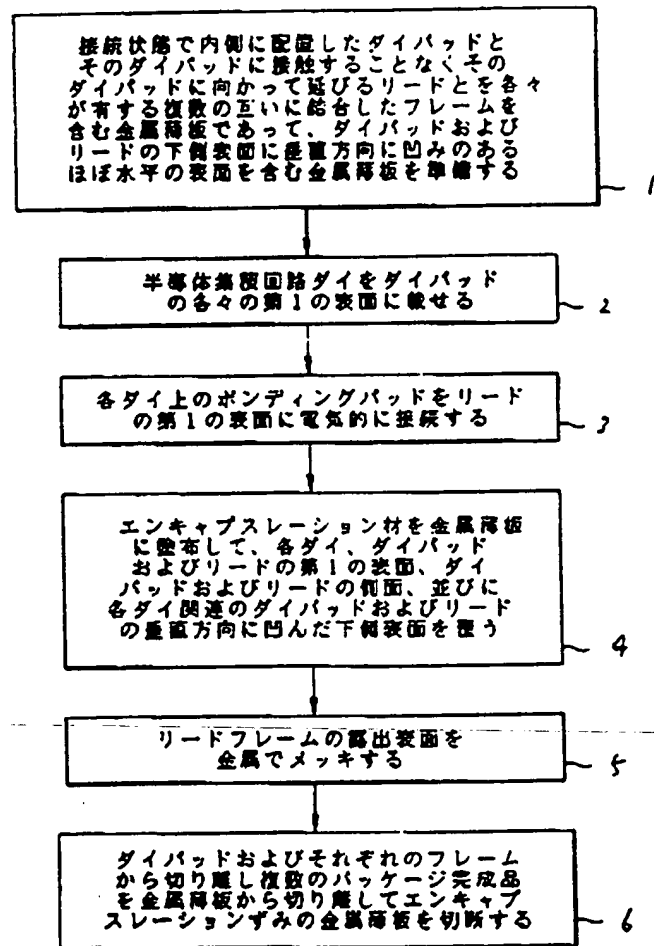 接続状態で内側に配置したダイパッドと
そのダイパッドに接触することなくその
ダイパッドに向かって延びるリードとを各々
が有する複数の互いに結合したフレームを
含む金属薄板であって、ダイパッドおよび
リードの下側表面に垂直方向に凹みのある
ほぼ水平の表面を含む金属薄板を準備する
1
半導体集積回路ダイをダイパッド
の各々の第1の表面に載せる
2
各ダイ上のボンディングパッドをリード
の第1の表面に電気的に接続する
3
エンキャプスレーション材を金属薄板
に塗布して、各ダイ、ダイパッド
およびリードの第1の表面、ダイ
パッドおよびリードの側面、並びに
各ダイ関連のダイパッドおよびリード
の垂直方向に凹んだ下側表面を覆う
4
リードフレームの露出表面を
金属でメッキする
5
ダイパッドおよびそれぞれのフレーム
から切り離し複数のパッケージ完成品
を金属薄板から切り離してエンキャプ
スレーションずみの金属薄板を切断する
6